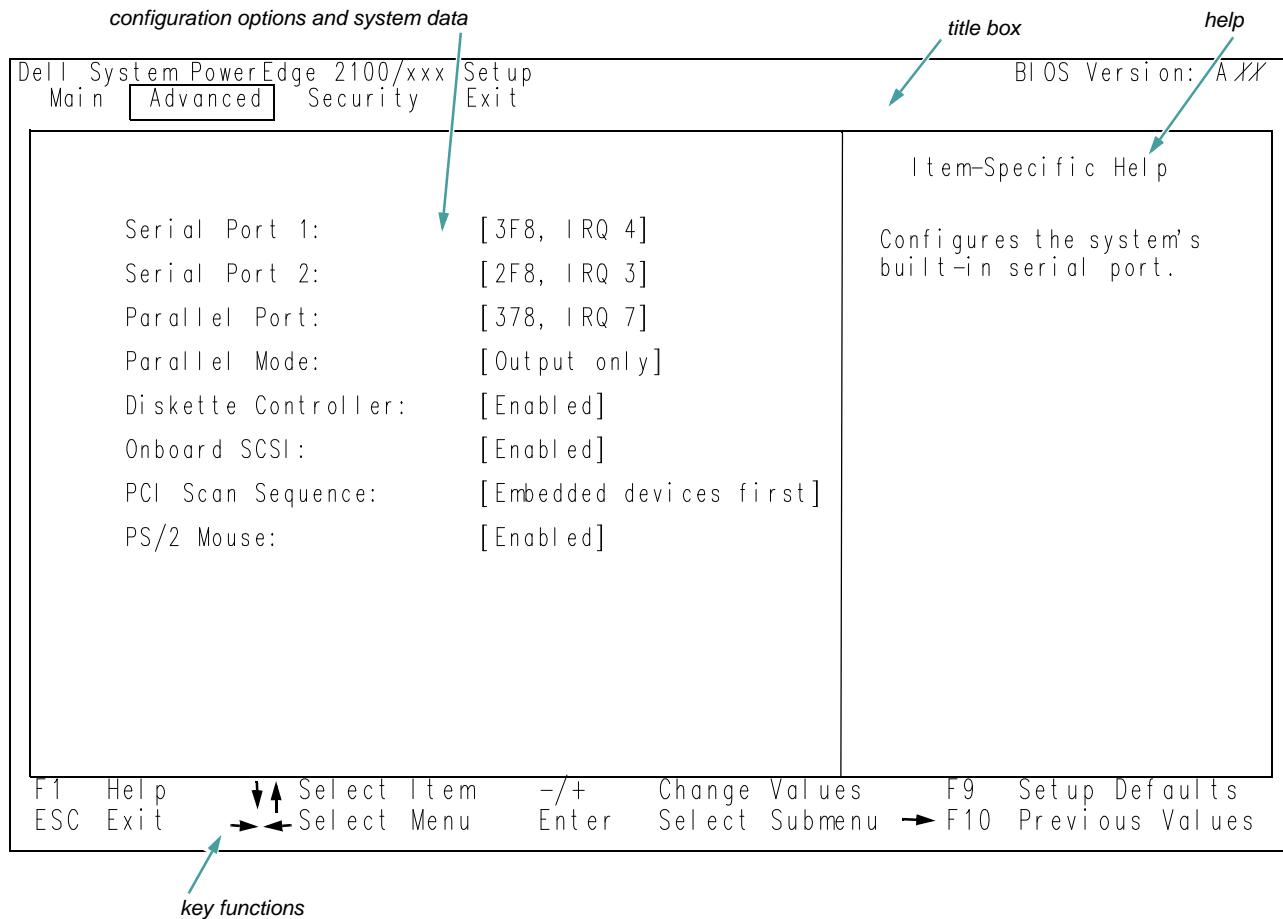 configuration options and system data
title box
help
Dell System PowerEdge 2100/xxx Setup BIOS Version: AXX
Main Advanced Security Exit
Item-Specific Help
Serial Port 1: [3F8, IRQ 4]
Configures the system's
Serial Port 2: [2F8, IRQ 3]
built-in serial port.
Parallel Port: [378, IRQ 7]
Parallel Mode: [Output only]
Diskette Controller: [Enabled]
Onboard SCSI: [Enabled]
PCI Scan Sequence: [Embedded devices first]
PS/2 Mouse: [Enabled]
F1 Help Select Item -/+ Change Values F9 Setup Defaults
ESC Exit Select Menu Enter Select Submenu F10 Previous Values
key functions